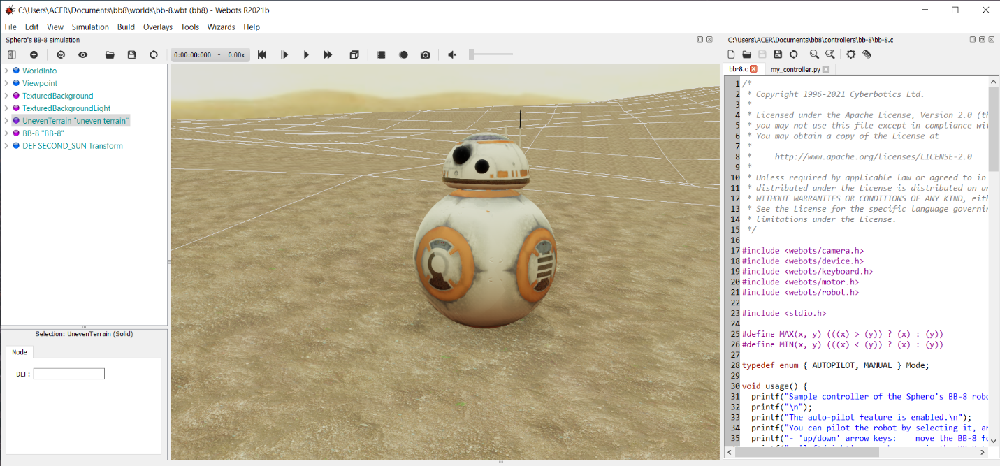 C:\Users\ACER\Documents\bb8\worlds\bb-8.wbt (bb8) - Webots R2021b
File Edit View Simulation Build Overlays Tools Wizards Help
Sphero's BB-8 simulation
0:00:00:000 - 0.00x
WorldInfo
Viewpoint
TexturedBackground
TexturedBackgroundLight
UnevenTerrain "uneven terrain"
BB-8 "BB-8"
DEF SECOND_SUN Transform
Selection: UnevenTerrain (Solid)
Node
DEF:
C:\Users\ACER\Documents\bb8\controllers\bb-8\bb-8.c
bb-8.c my_controller.py
1 /*
2 * Copyright 1996-2021 Cyberbotics Ltd.
3 *
4 * Licensed under the Apache License, Version 2.0 (th
5 * you may not use this file except in compliance wit
6 * You may obtain a copy of the License at
7 *
8 * http://www.apache.org/licenses/LICENSE-2.0
9 *
10 * Unless required by applicable law or agreed to in
11 * distributed under the License is distributed on an
12 * WITHOUT WARRANTIES OR CONDITIONS OF ANY KIND, eith
13 * See the License for the specific language governin
14 * limitations under the License.
15 */
16
17 #include <webots/camera.h>
18 #include <webots/device.h>
19 #include <webots/keyboard.h>
20 #include <webots/motor.h>
21 #include <webots/robot.h>
22
23 #include <stdio.h>
24
25 #define MAX(x, y) (((x) > (y)) ? (x) : (y))
26 #define MIN(x, y) (((x) < (y)) ? (x) : (y))
27
28 typedef enum { AUTOPILOT, MANUAL } Mode;
29
30 void usage() {
31 printf("Sample controller of the Sphero's BB-8 robo
32 printf("\n");
33 printf("The auto-pilot feature is enabled.\n");
34 printf("You can pilot the robot by selecting it, an
35 printf("- 'up/down' arrow keys: move the BB-8 fo